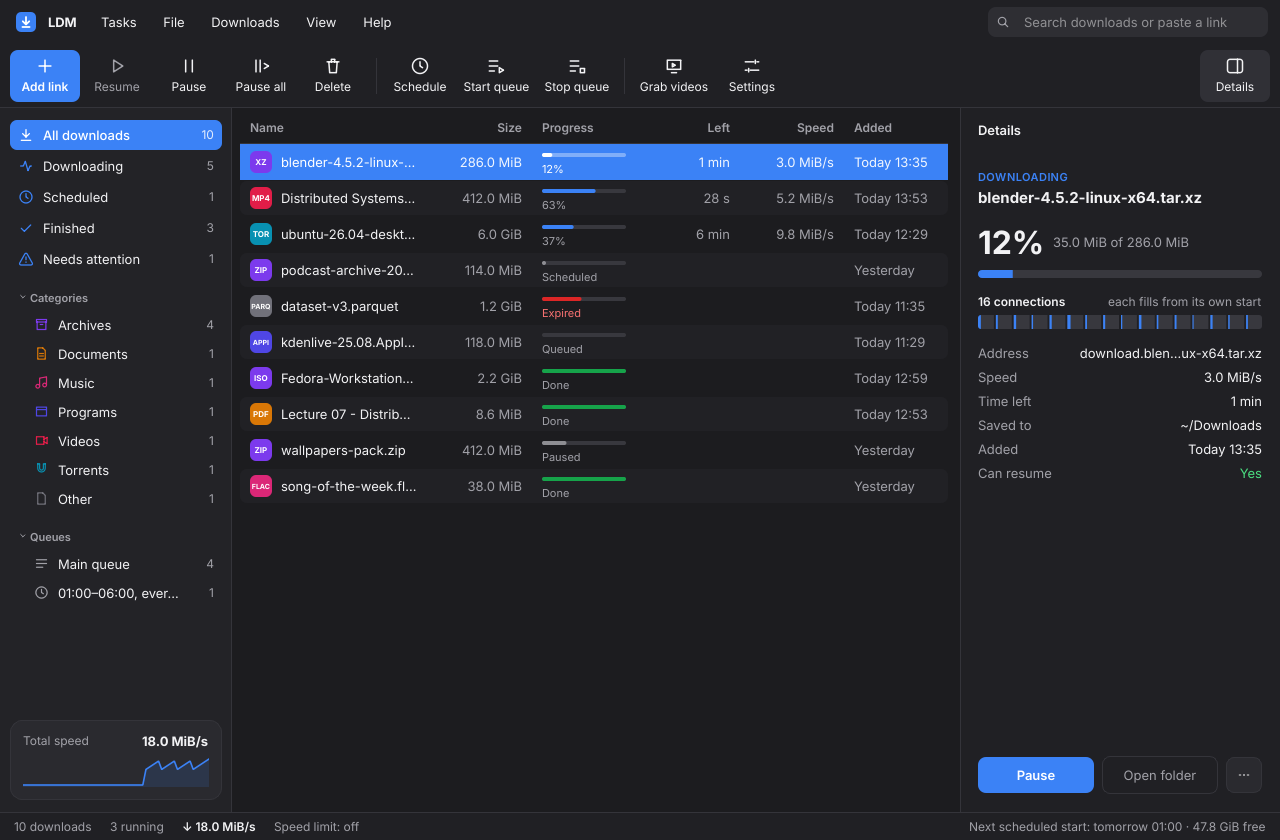 LDM Tasks File Downloads View Help Search downloads or paste a link
Add link Resume Pause Pause all Delete Schedule Start queue Stop queue Grab videos Settings Details
All downloads 10
Downloading 5
Scheduled 1
Finished 3
Needs attention 1
Categories
Archives 4
Documents 1
Music 1
Programs 1
Videos 1
Torrents 1
Other 1
Queues
Main queue 4
01:00–06:00, ever... 1
Total speed 18.0 MiB/s
Name Size Progress Left Speed Added
XZ blender-4.5.2-linux-... 286.0 MiB 12% 1 min 3.0 MiB/s Today 13:35
MP4 Distributed Systems... 412.0 MiB 63% 28 s 5.2 MiB/s Today 13:53
TOR ubuntu-26.04-deskt... 6.0 GiB 37% 6 min 9.8 MiB/s Today 12:29
ZIP podcast-archive-20... 114.0 MiB Scheduled Yesterday
PARQ dataset-v3.parquet 1.2 GiB Expired Today 11:35
APPI kdenlive-25.08.Appl... 118.0 MiB Queued Today 11:29
ISO Fedora-Workstation... 2.2 GiB Done Today 12:59
PDF Lecture 07 - Distrib... 8.6 MiB Done Today 12:53
ZIP wallpapers-pack.zip 412.0 MiB Paused Yesterday
FLAC song-of-the-week.fl... 38.0 MiB Done Yesterday
Details
DOWNLOADING
blender-4.5.2-linux-x64.tar.xz
12% 35.0 MiB of 286.0 MiB
16 connections each fills from its own start
Address download.blen...ux-x64.tar.xz
Speed 3.0 MiB/s
Time left 1 min
Saved to ~/Downloads
Added Today 13:35
Can resume Yes
Pause Open folder ...
10 downloads 3 running 18.0 MiB/s Speed limit: off Next scheduled start: tomorrow 01:00 · 47.8 GiB free